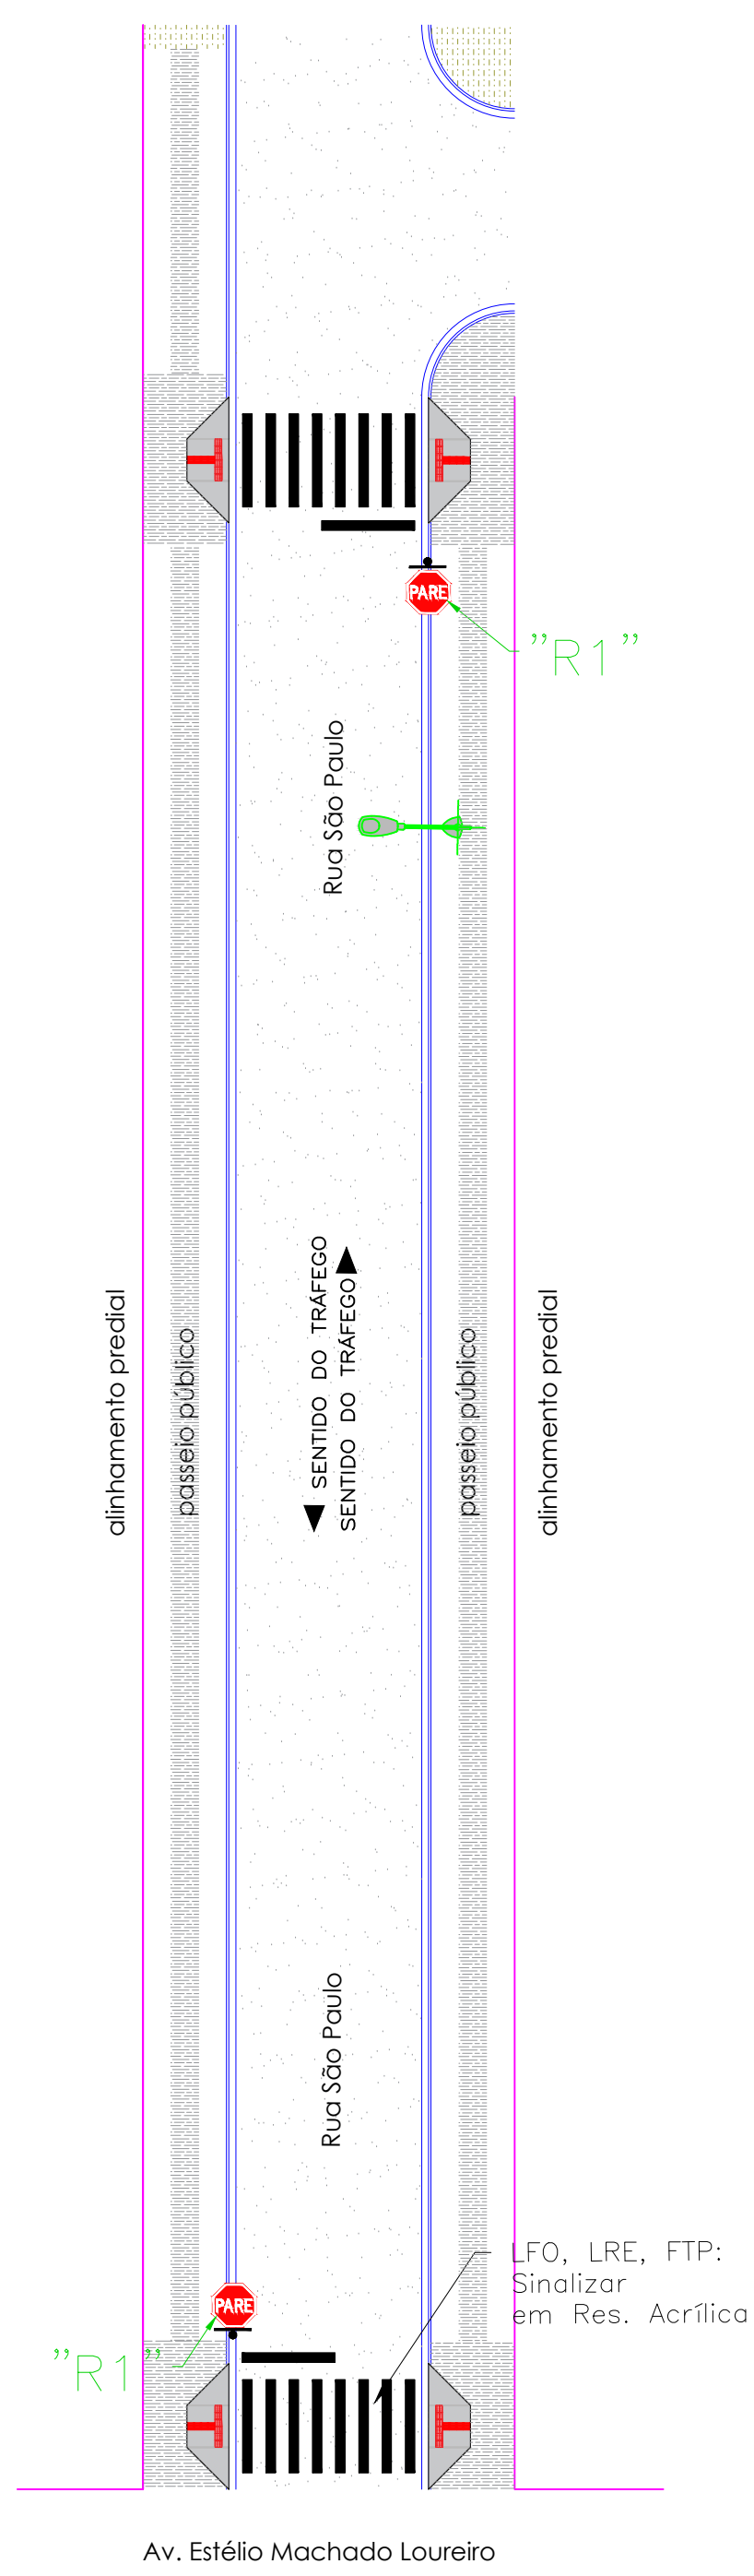 PARE
"R1"
Rua São Paulo
SENTIDO DO TRÁFEGO
SENTIDO DO TRÁFEGO
alinhamento predial
passeio público
passeio público
alinhamento predial
Rua São Paulo
LFO, LRE, FTP:
Sinalizar
em Res. Acrílica
PARE
"R1"
Av. Estélio Machado Loureiro